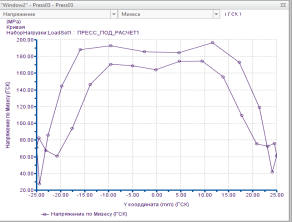 "Window2" - Press03 - Press03
Напряжение Мизеса (ГСК)
(MPa)
Кривая
НаборНагрузки:LoadSet1 : ПРЕСС_ПОД_РАСЧЕТ1
Напряжение по Мизесу (ГСК)
200.00
180.00
160.00
140.00
120.00
100.00
80.00
60.00
40.00
20.00
-25.00 -20.00 -15.00 -10.00 -5.00 0.00 5.00 10.00 15.00 20.00 25.00
Y координата (mm) (ГСК)
Напряжение по Мизесу (ГСК)